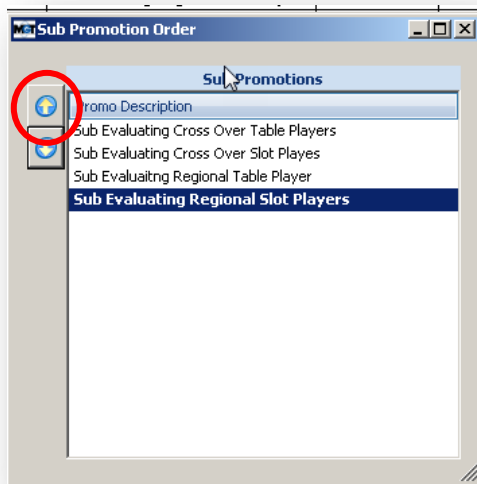 Sub Promotion Order
Sub Promotions
Promo Description
Sub Evaluating Cross Over Table Players
Sub Evaluating Cross Over Slot Playes
Sub Evaluaitng Regional Table Player
Sub Evaluating Regional Slot Players